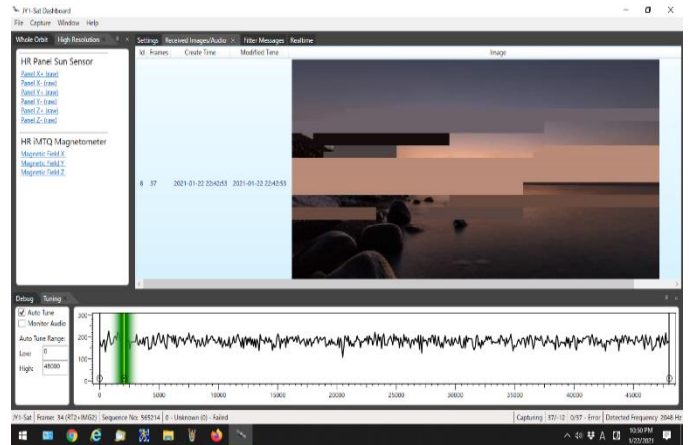 JY1-Sat Dashboard
File Capture Window Help
Whole Orbit High Resolution
Settings Received Images/Audio Fitter Messages Realtime
Id Frames Create Time Modified Time Image
HR Panel Sun Sensor
Panel X+ (raw)
Panel X- (raw)
Panel Y+ (raw)
Panel Y- (raw)
Panel Z+ (raw)
Panel Z- (raw)
HR iMTQ Magnetometer
Magnetic Field X
Magnetic Field Y
Magnetic Field Z
8 37 2021-01-22 22:42:53 2021-01-22 22:42:53
Debug Tuning
Auto Tune
Monitor Audio
Auto Tune Range:
Low: 0
High: 48000
300
200
100
0
0 5000 10000 15000 20000 25000 30000 35000 40000 45000
JY1-Sat Frame: 34 (RT2+IMG2) Sequence No: 565214 0 - Unknown (0) - Failed Capturing 37/-12 0/37 - Error Detected Frequency 2048 Hz
10:50 PM
1/22/2021